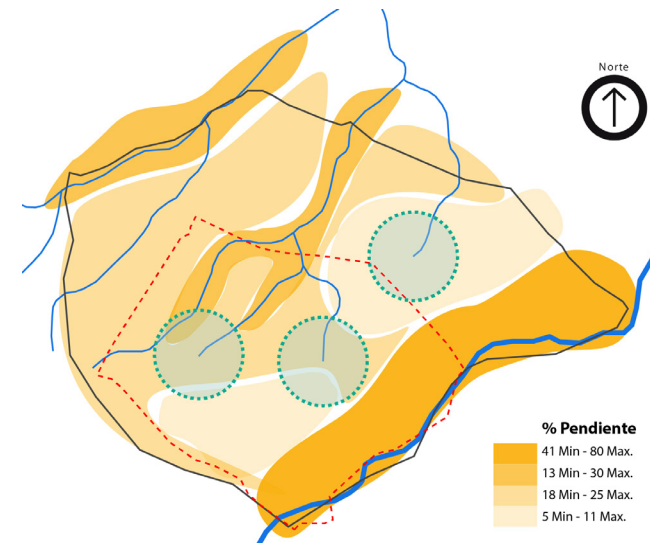 Norte
% Pendiente
41 Min - 80 Max.
13 Min - 30 Max.
18 Min - 25 Max.
5 Min - 11 Max.